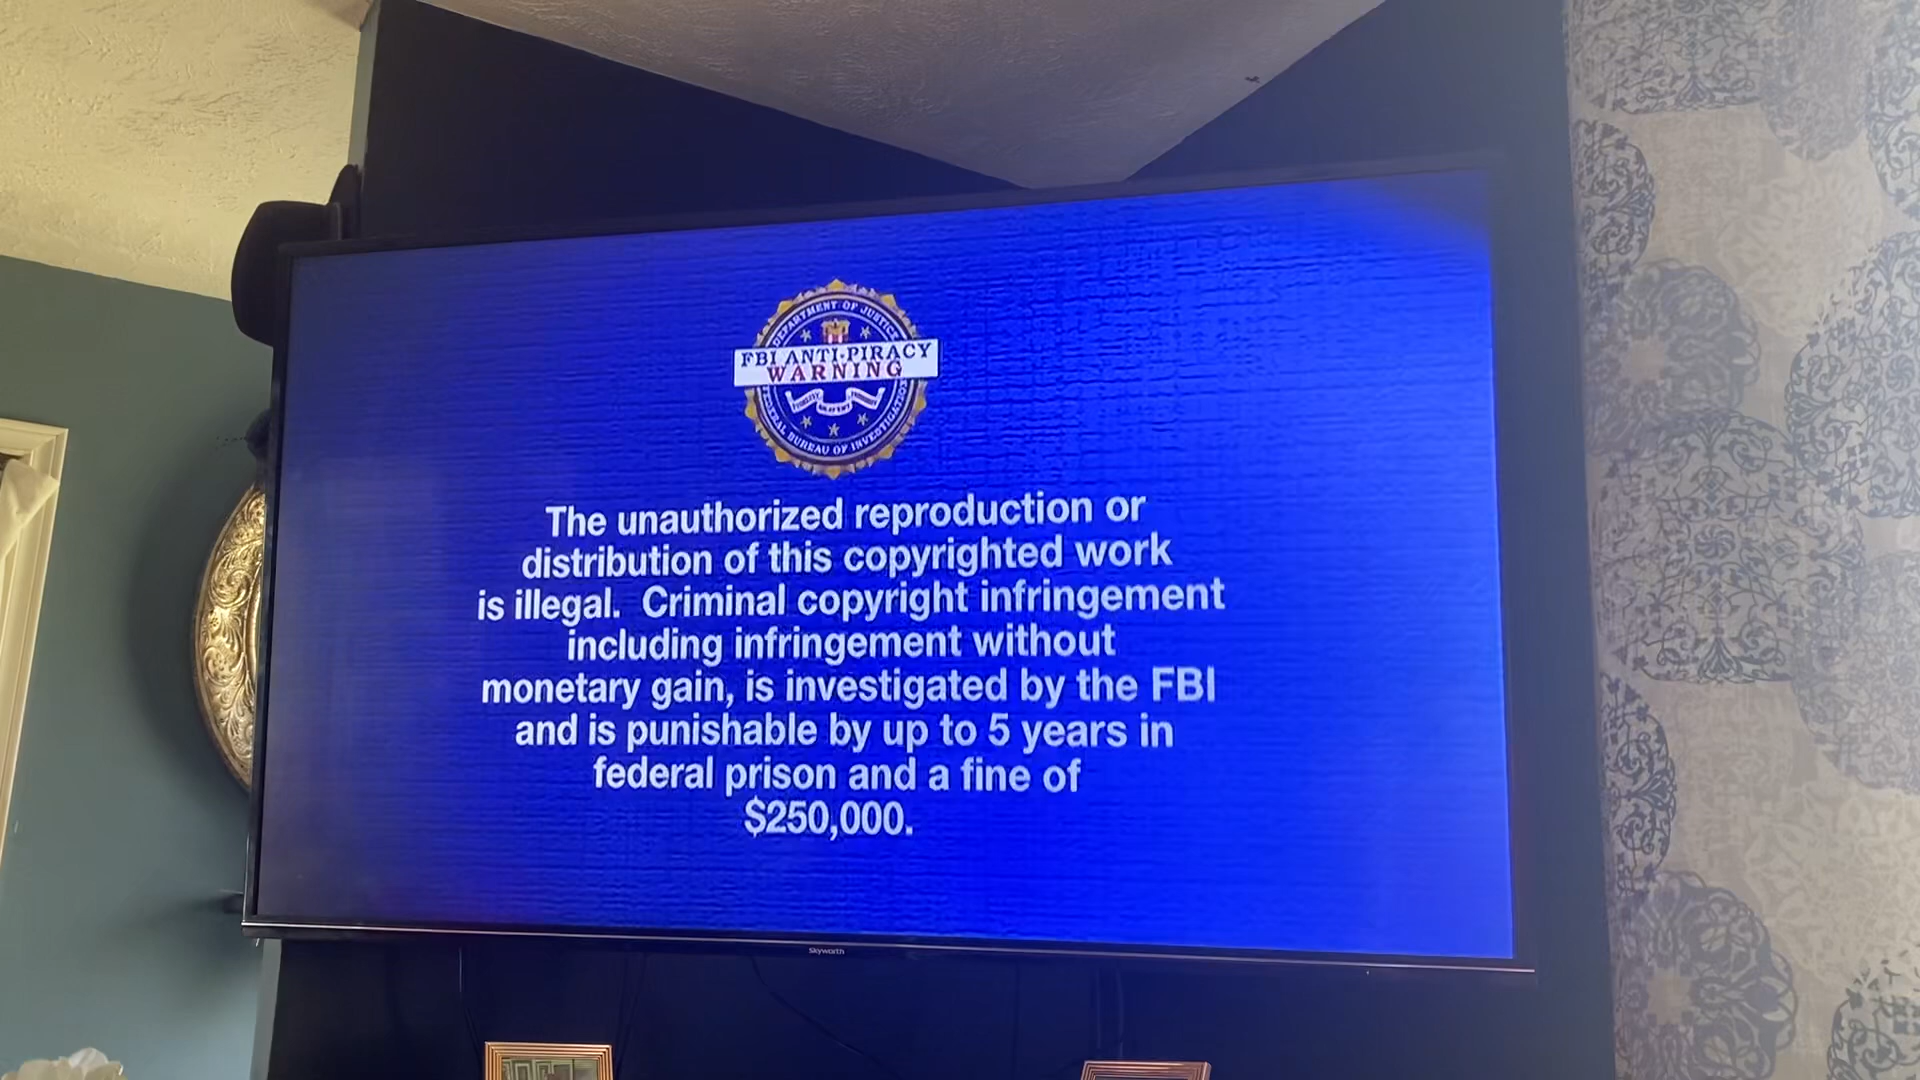 DEPARTMENT OF JUSTICE
FBI ANTI-PIRACY
WARNING
FEDERAL BUREAU OF INVESTIGATION
The unauthorized reproduction or
distribution of this copyrighted work
is illegal.  Criminal copyright infringement
including infringement without
monetary gain, is investigated by the FBI
and is punishable by up to 5 years in
federal prison and a fine of
$250,000.
Skyworth